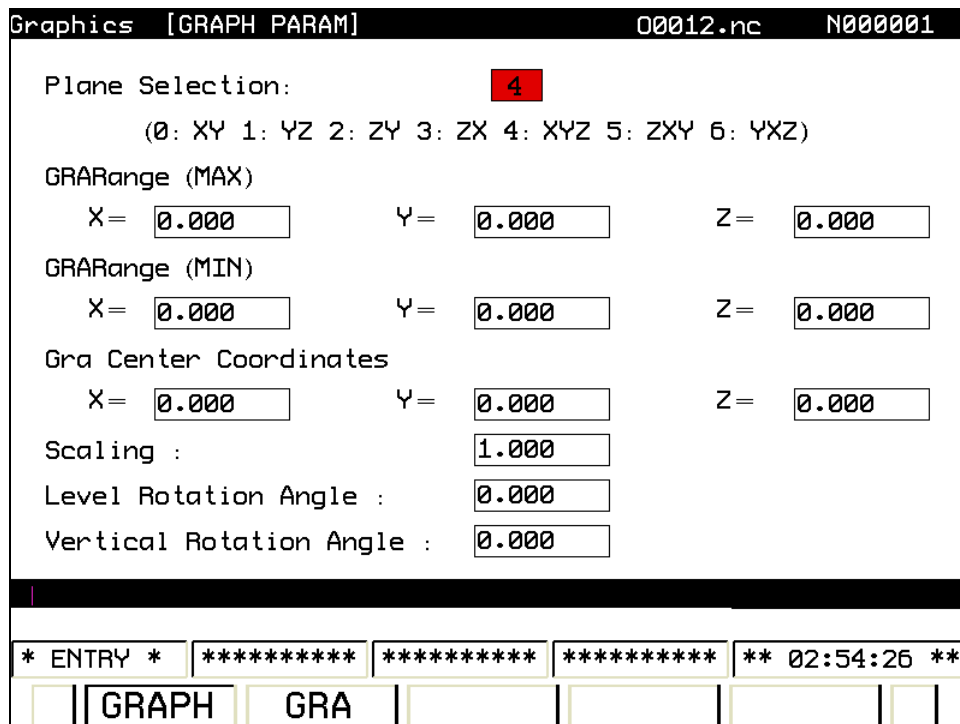 Graphics [GRAPH PARAM] O0012.nc N000001
Plane Selection: 4
(0: XY 1: YZ 2: ZY 3: ZX 4: XYZ 5: ZXY 6: YXZ)
GRARange (MAX)
X= 0.000 Y= 0.000 Z= 0.000
GRARange (MIN)
X= 0.000 Y= 0.000 Z= 0.000
Gra Center Coordinates
X= 0.000 Y= 0.000 Z= 0.000
Scaling : 1.000
Level Rotation Angle : 0.000
Vertical Rotation Angle : 0.000
* ENTRY * ********** ********** ********** ** 02:54:26 **
GRAPH GRA